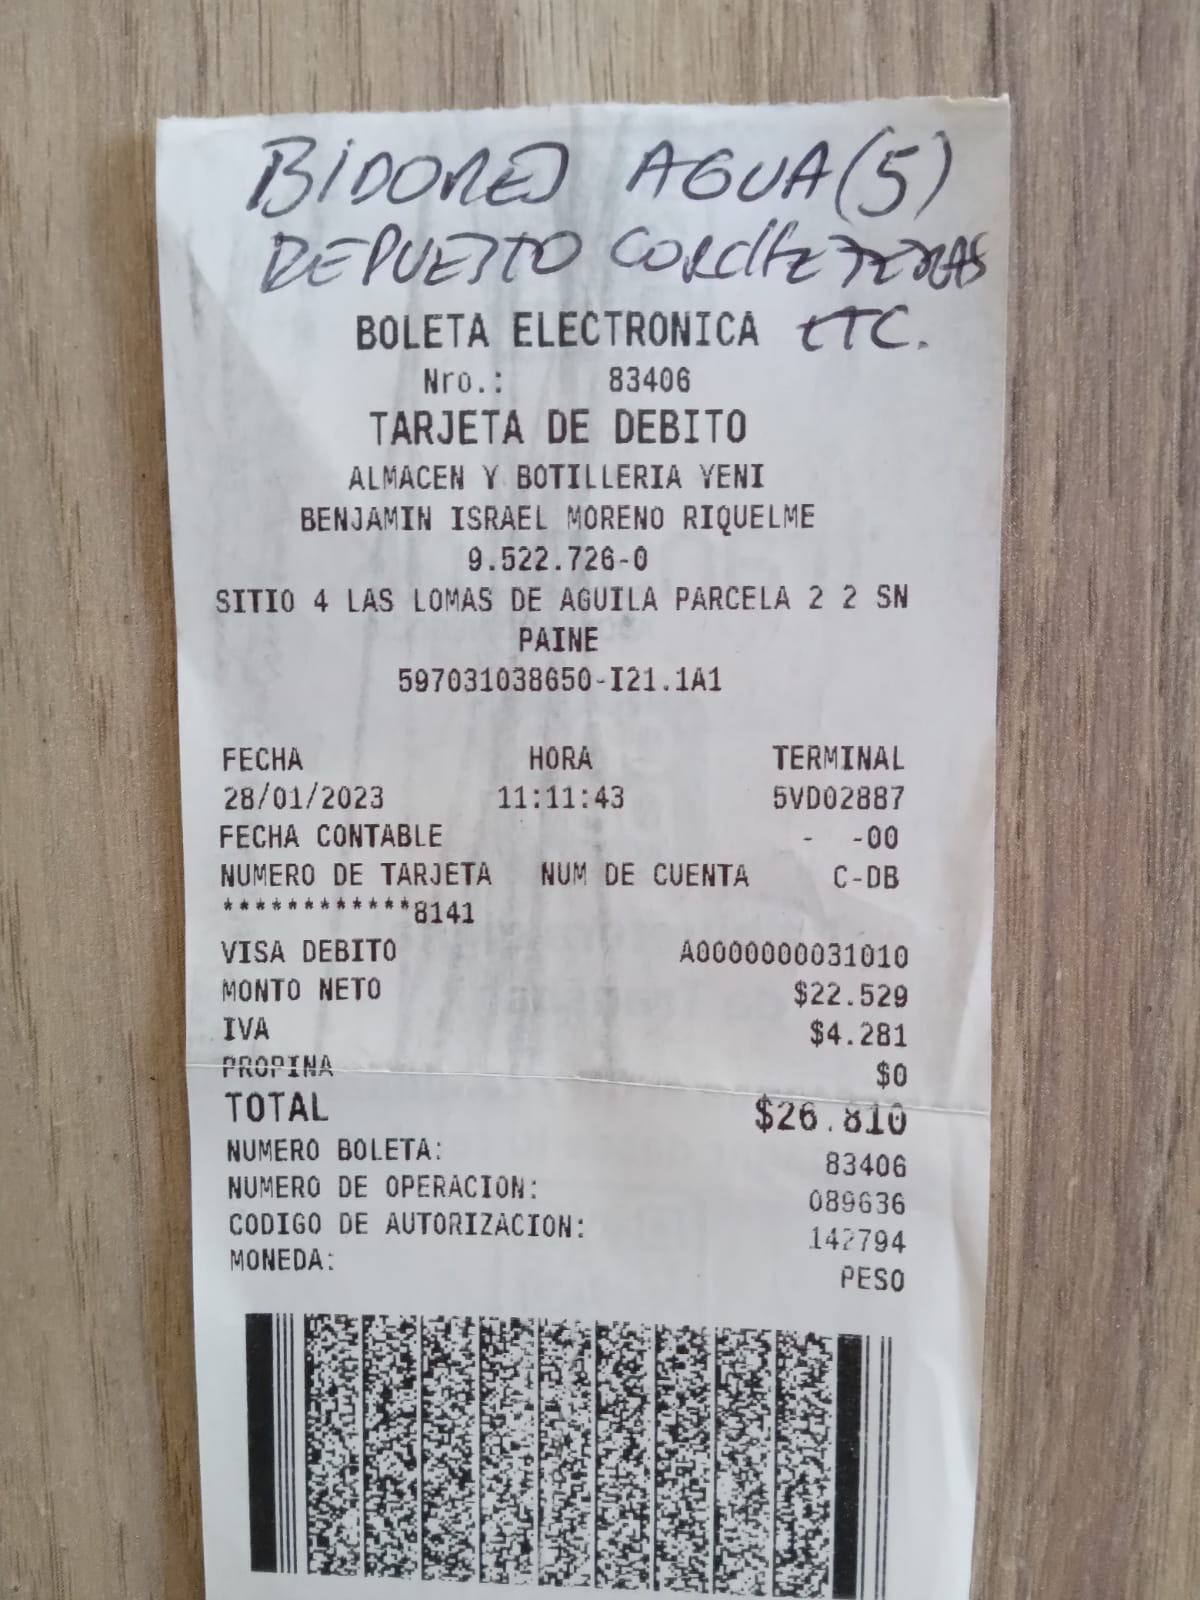 BIDONES AGUA (5)
REPUESTO
ETC.
BOLETA ELECTRONICA
Nro.: 83406
TARJETA DE DEBITO
ALMACEN Y BOTILLERIA YENI
BENJAMIN ISRAEL MORENO RIQUELME
9.522.726-0
SITIO 4 LAS LOMAS DE AGUILA PARCELA 2 2 SN
PAINE
597031038650-I21.1A1
FECHA HORA TERMINAL
28/01/2023 11:11:43 5VD02887
FECHA CONTABLE - -00
NUMERO DE TARJETA NUM DE CUENTA C-DB
************8141
VISA DEBITO A0000000031010
MONTO NETO $22.529
IVA $4.281
PROPINA $0
TOTAL $26.810
NUMERO BOLETA: 83406
NUMERO DE OPERACION: 089636
CODIGO DE AUTORIZACION: 142794
MONEDA: PESO